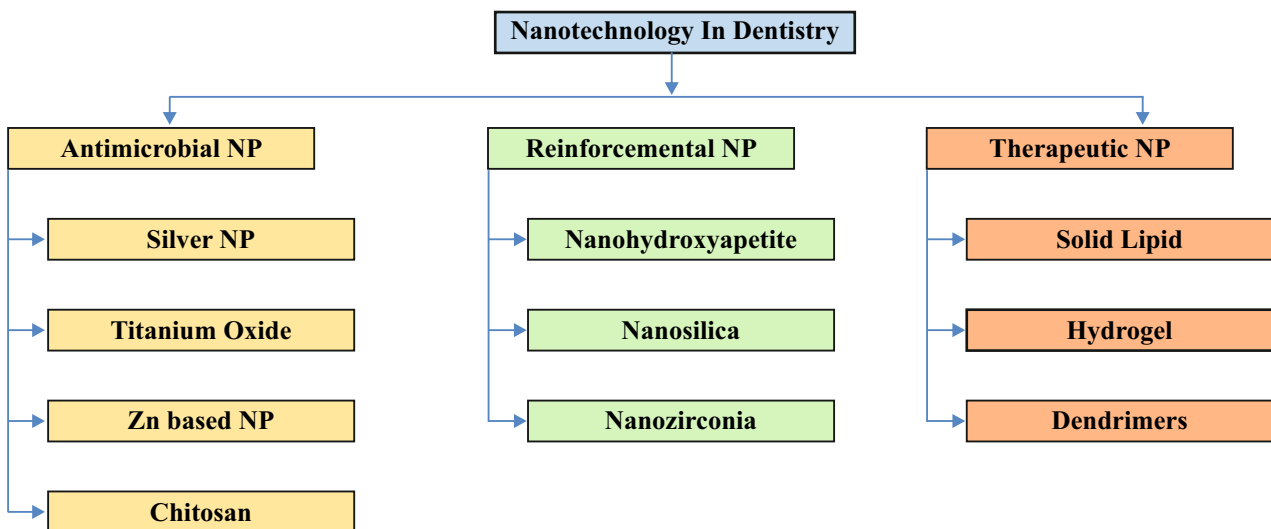 Nanotechnology In Dentistry
Antimicrobial NP
Silver NP
Titanium Oxide
Zn based NP
Chitosan
Reinforcemental NP
Nanohydroxyapetite
Nanosilica
Nanozirconia
Therapeutic NP
Solid Lipid
Hydrogel
Dendrimers